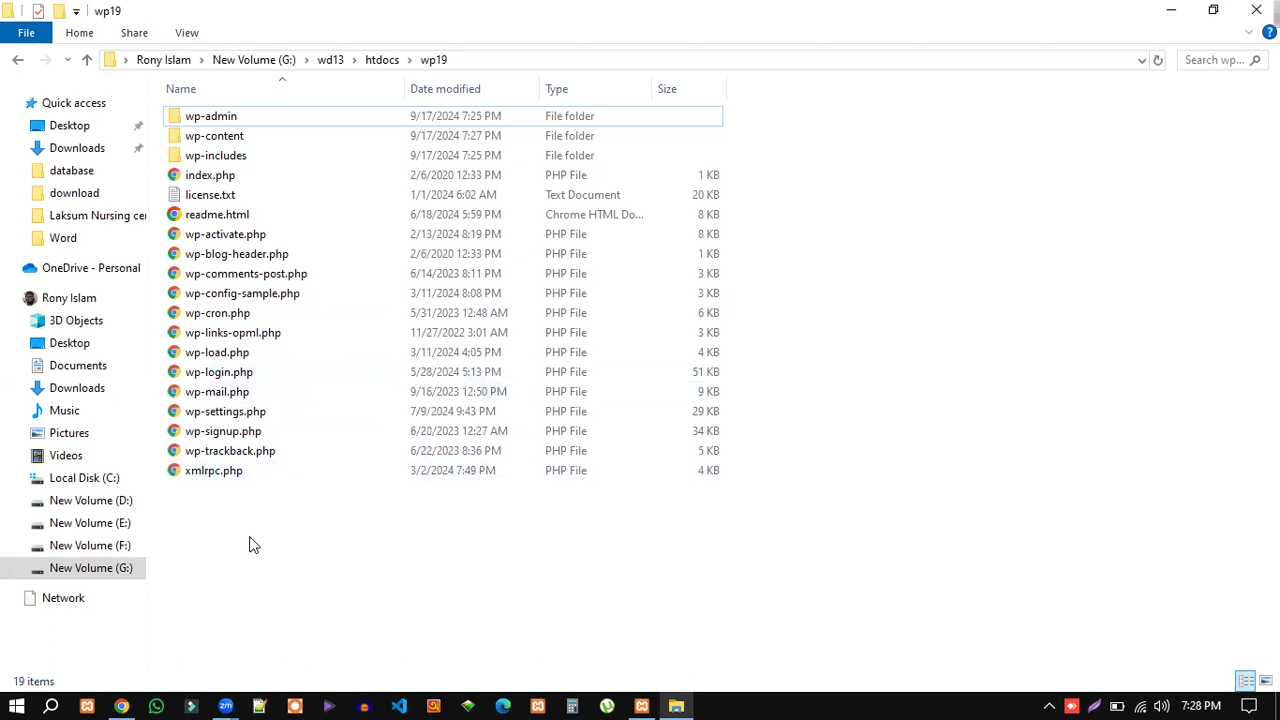 wp19
File Home Share View
Rony Islam New Volume (G:) wd13 htdocs wp19 Search wp...
Name Date modified Type Size
Quick access
Desktop
Downloads
database
download
Laksum Nursing cer
Word
OneDrive - Personal
Rony Islam
3D Objects
Desktop
Documents
Downloads
Music
Pictures
Videos
Local Disk (C:)
New Volume (D:)
New Volume (E:)
New Volume (F:)
New Volume (G:)
Network
wp-admin 9/17/2024 7:25 PM File folder
wp-content 9/17/2024 7:27 PM File folder
wp-includes 9/17/2024 7:25 PM File folder
index.php 2/6/2020 12:33 PM PHP File 1 KB
license.txt 1/1/2024 6:02 AM Text Document 20 KB
readme.html 6/18/2024 5:59 PM Chrome HTML Do... 8 KB
wp-activate.php 2/13/2024 8:19 PM PHP File 8 KB
wp-blog-header.php 2/6/2020 12:33 PM PHP File 1 KB
wp-comments-post.php 6/14/2023 8:11 PM PHP File 3 KB
wp-config-sample.php 3/11/2024 8:08 PM PHP File 3 KB
wp-cron.php 5/31/2023 12:48 AM PHP File 6 KB
wp-links-opml.php 11/27/2022 3:01 AM PHP File 3 KB
wp-load.php 3/11/2024 4:05 PM PHP File 4 KB
wp-login.php 5/28/2024 5:13 PM PHP File 51 KB
wp-mail.php 9/16/2023 12:50 PM PHP File 9 KB
wp-settings.php 7/9/2024 9:43 PM PHP File 29 KB
wp-signup.php 6/20/2023 12:27 AM PHP File 34 KB
wp-trackback.php 6/22/2023 8:36 PM PHP File 5 KB
xmlrpc.php 3/2/2024 7:49 PM PHP File 4 KB
19 items
7:28 PM